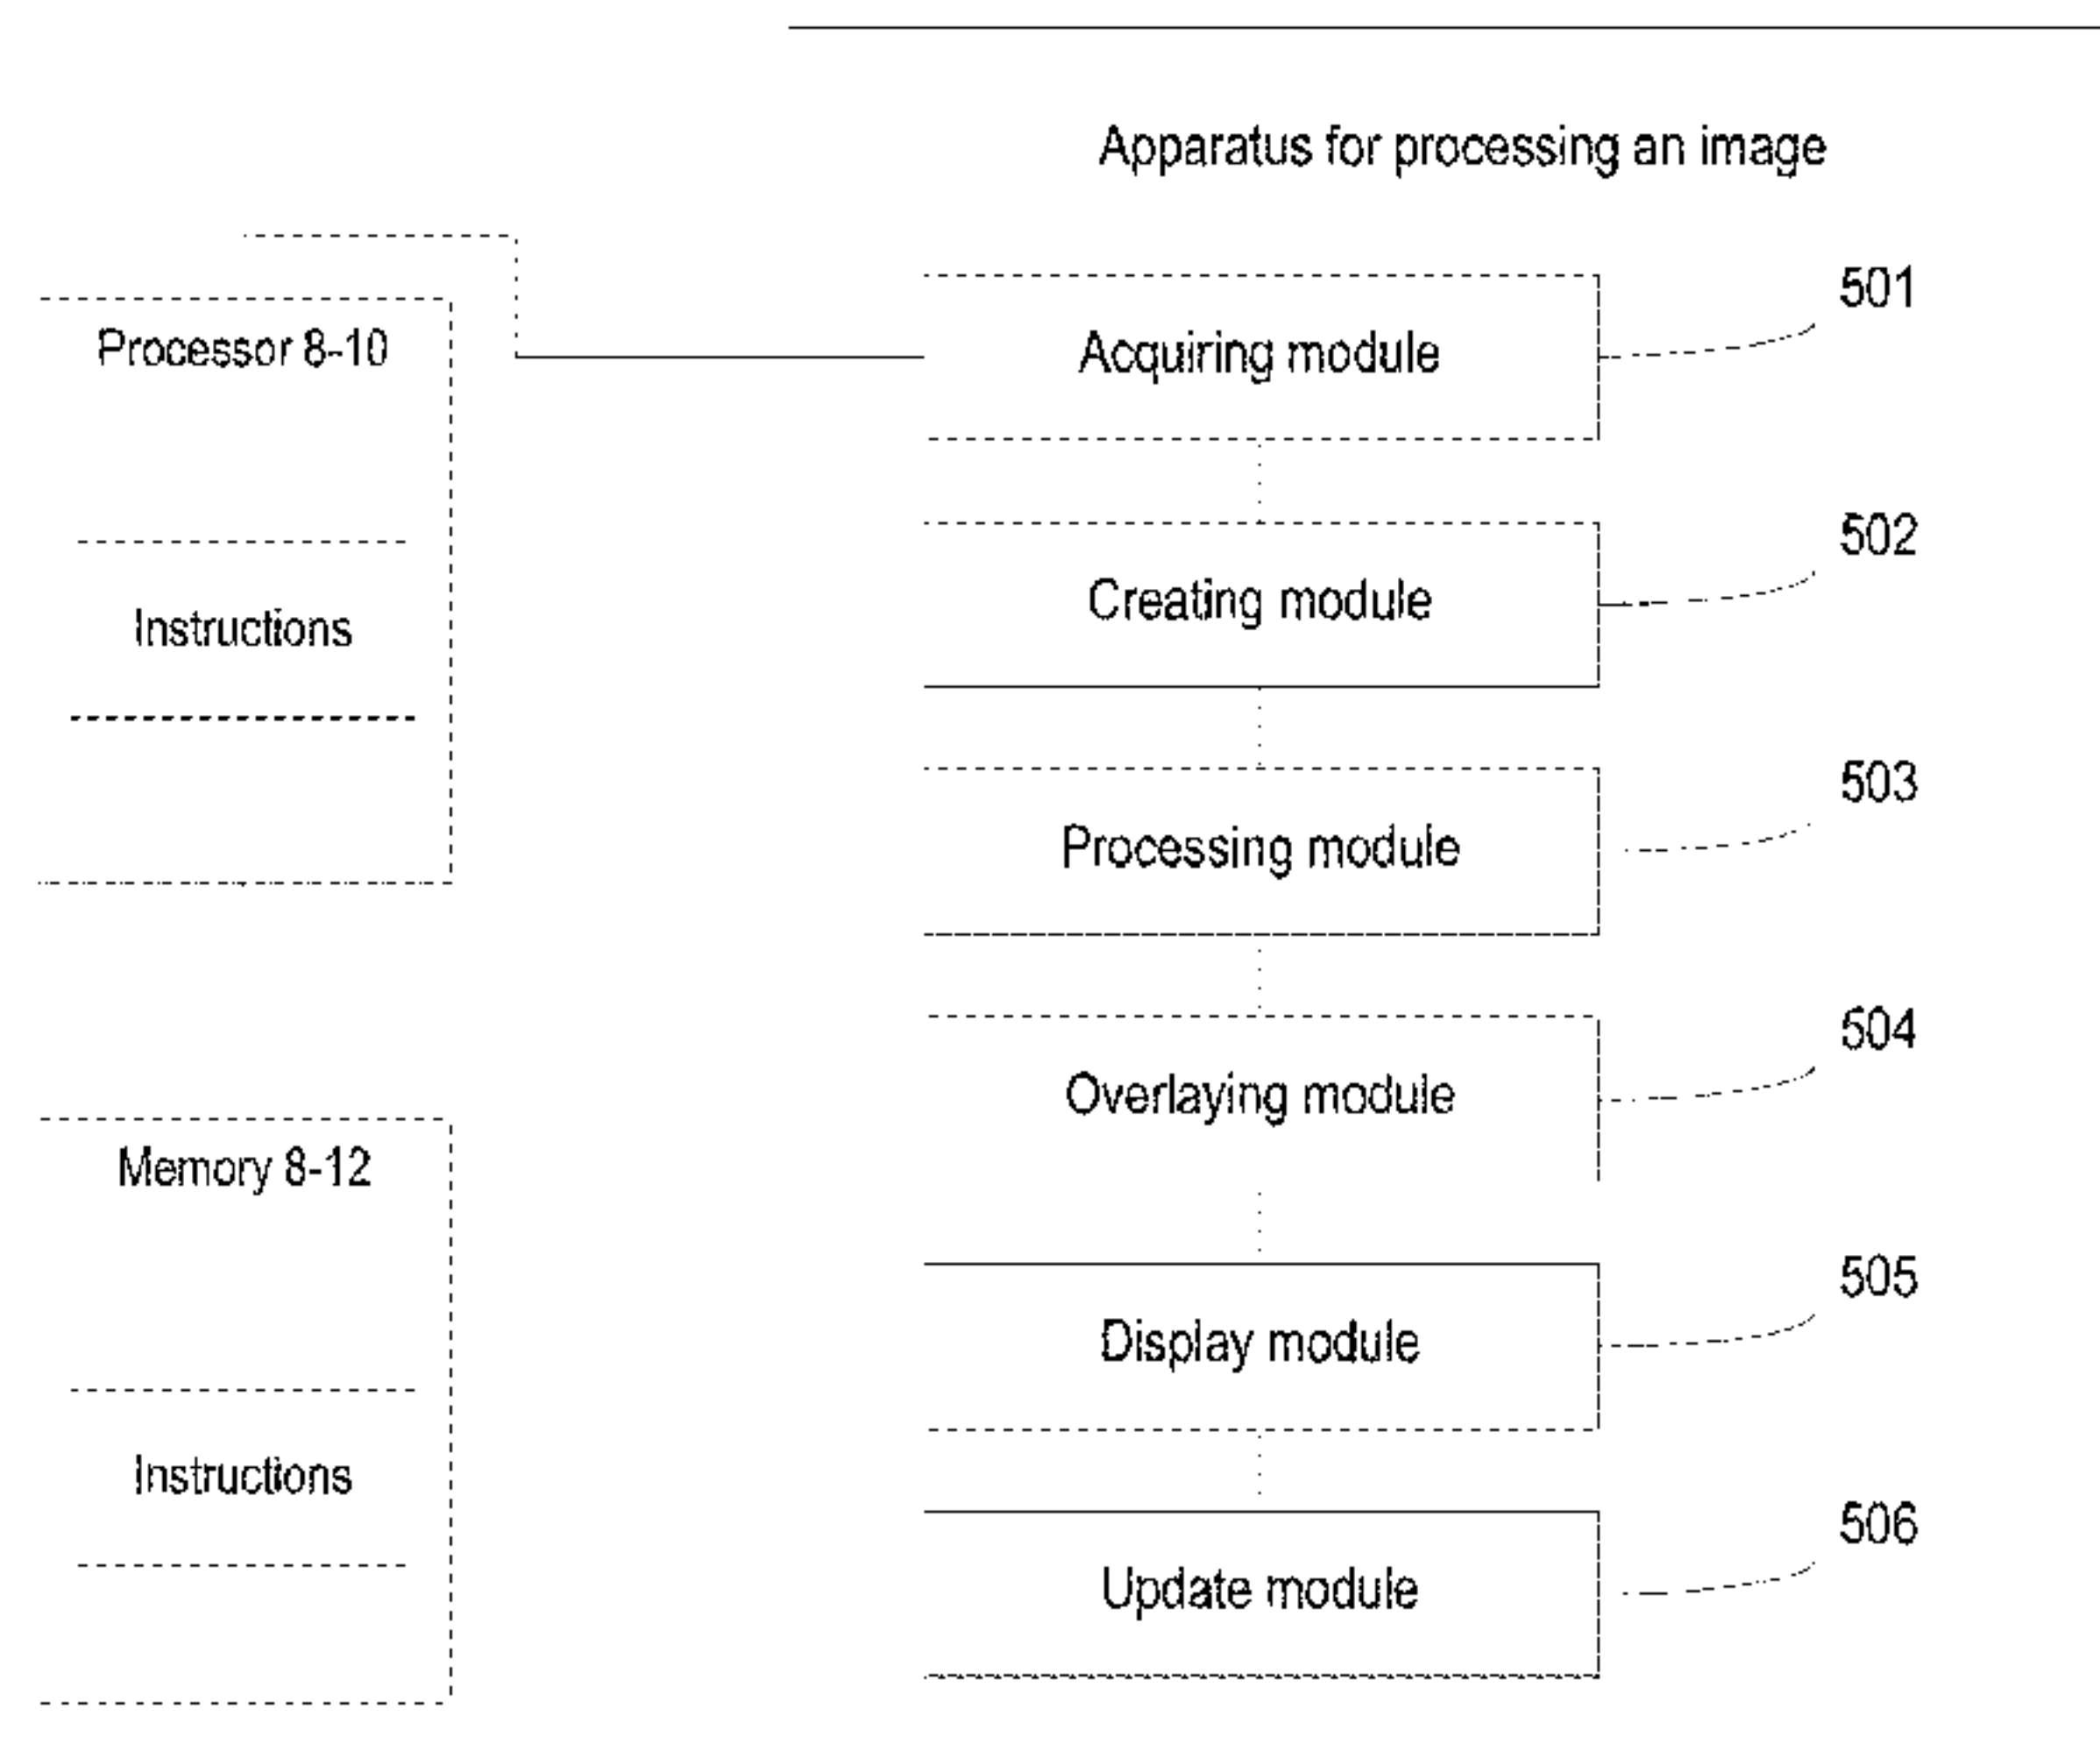 Apparatus for processing an image
Processor 8-10
Instructions
Memory 8-12
Instructions
Acquiring module
501
Creating module
502
Processing module
503
Overlaying module
504
Display module
505
Update module
506